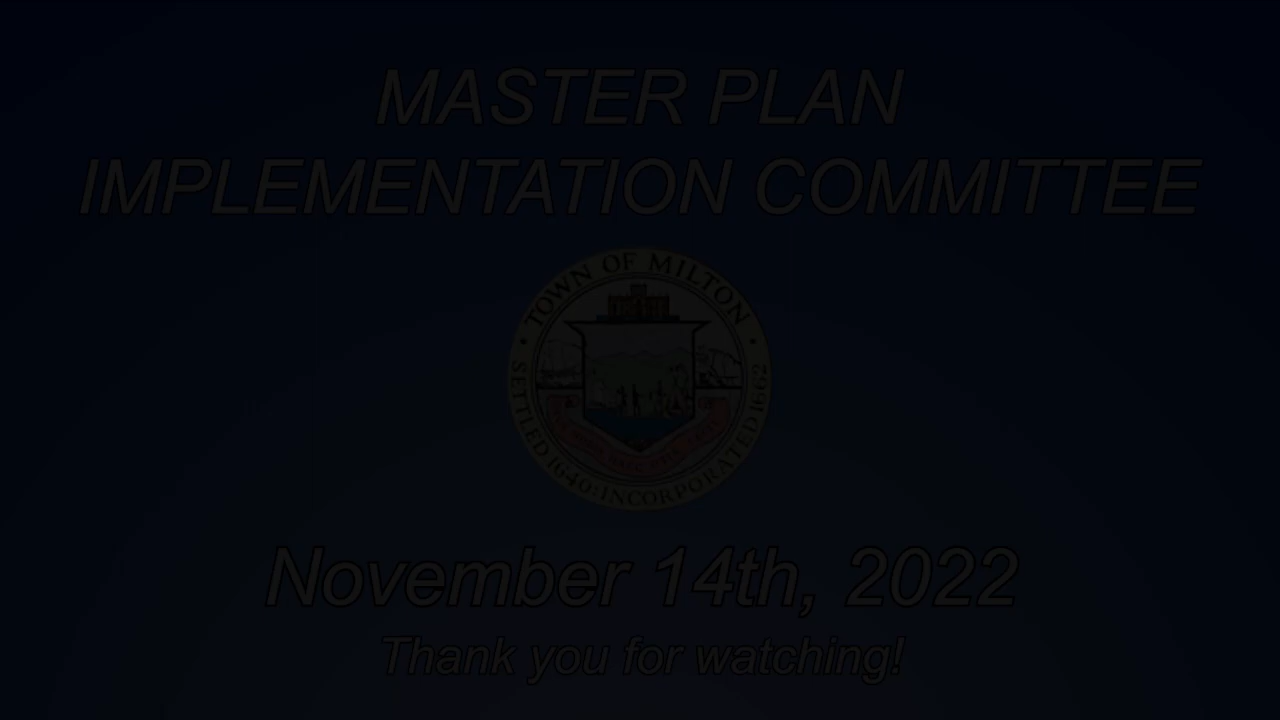 MASTER PLAN
IMPLEMENTATION COMMITTEE
TOWN OF MILTON
SETTLED 1640: INCORPORATED 1662
November 14th, 2022
Thank you for watching!